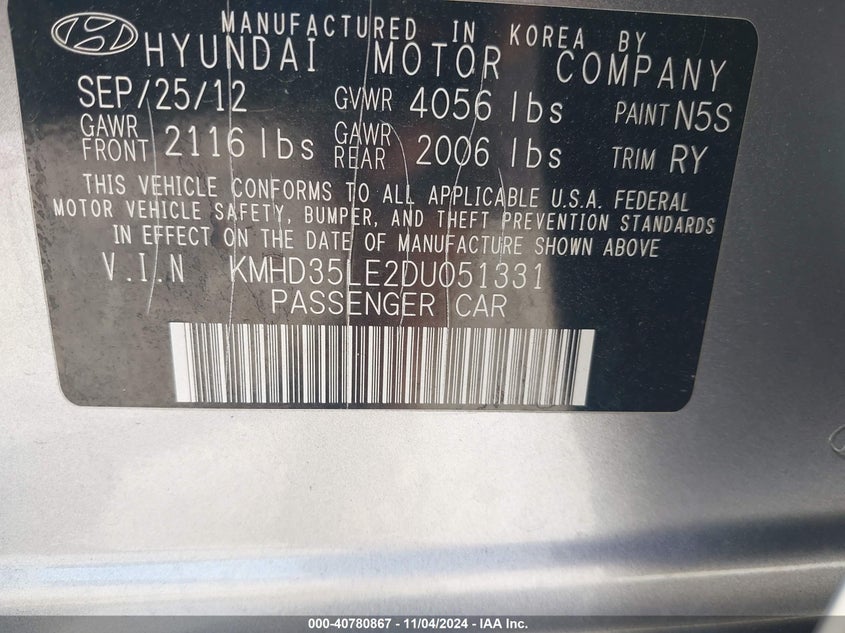 MANUFACTURED IN KOREA BY
HYUNDAI MOTOR COMPANY
SEP/25/12 GVWR 4056 lbs PAINT N5S
GAWR FRONT 2116 lbs GAWR REAR 2006 lbs TRIM RY
THIS VEHICLE CONFORMS TO ALL APPLICABLE U.S.A. FEDERAL
MOTOR VEHICLE SAFETY, BUMPER, AND THEFT PREVENTION STANDARDS
IN EFFECT ON THE DATE OF MANUFACTURE SHOWN ABOVE
V.I.N KMHD35LE2DU051331
PASSENGER CAR
000-40780867 - 11/04/2024 - IAA Inc.